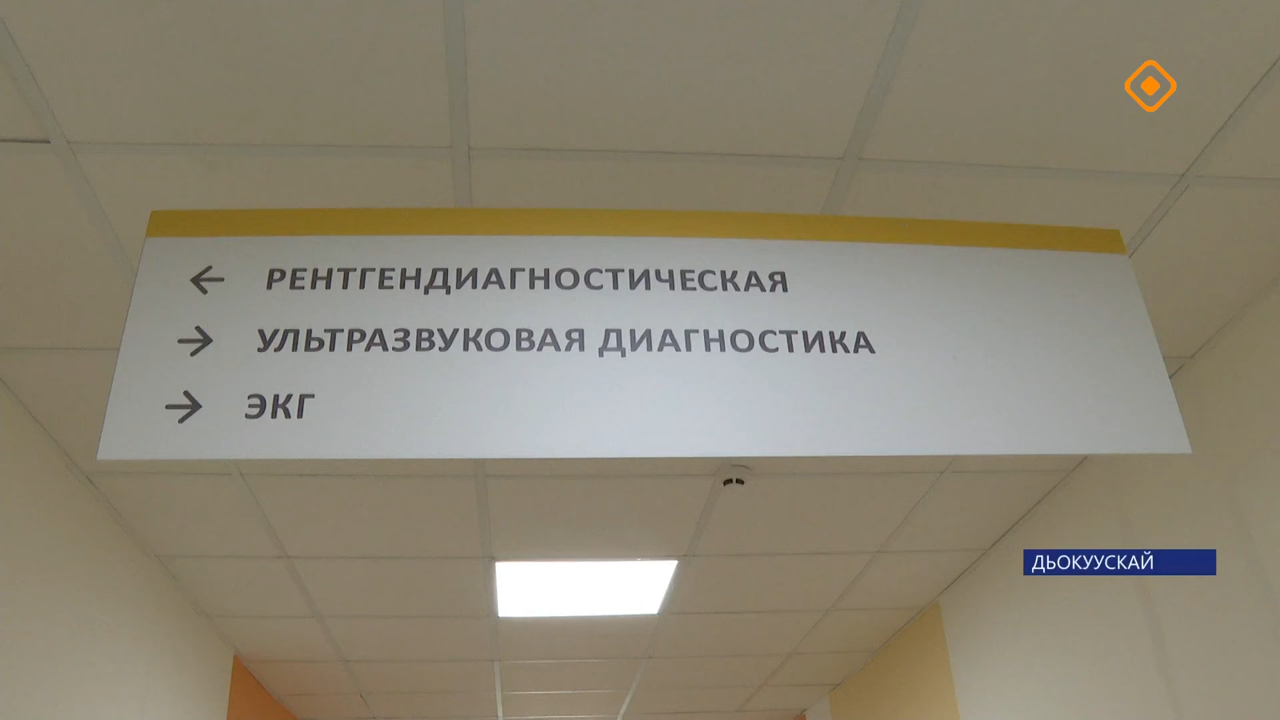 ← РЕНТГЕНДИАГНОСТИЧЕСКАЯ
→ УЛЬТРАЗВУКОВАЯ ДИАГНОСТИКА
→ ЭКГ
ДЬОКУУСКАЙ